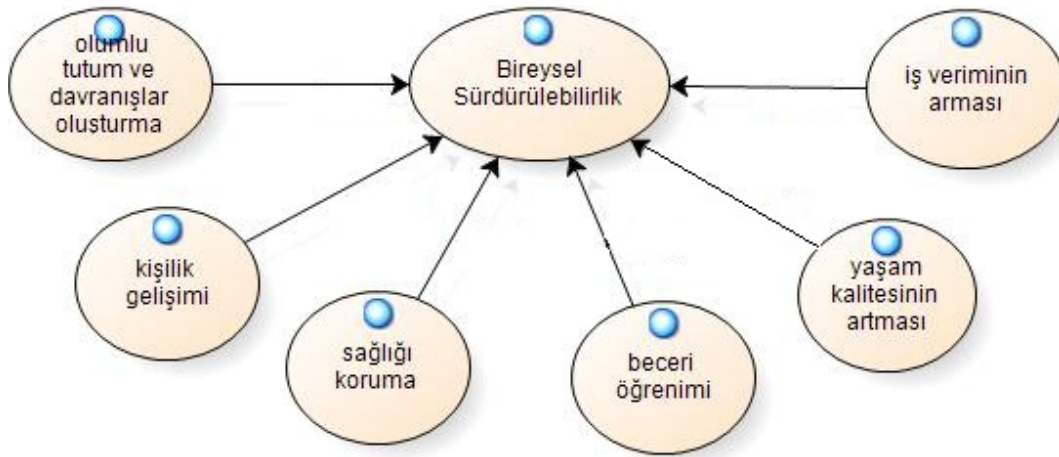 olumlu
tutum ve
davranışlar
oluşturma
Bireysel
Sürdürülebilirlik
iş veriminin
arması
kişilik
gelişimi
sağlığı
koruma
beceri
öğrenimi
yaşam
kalitesinin
artması